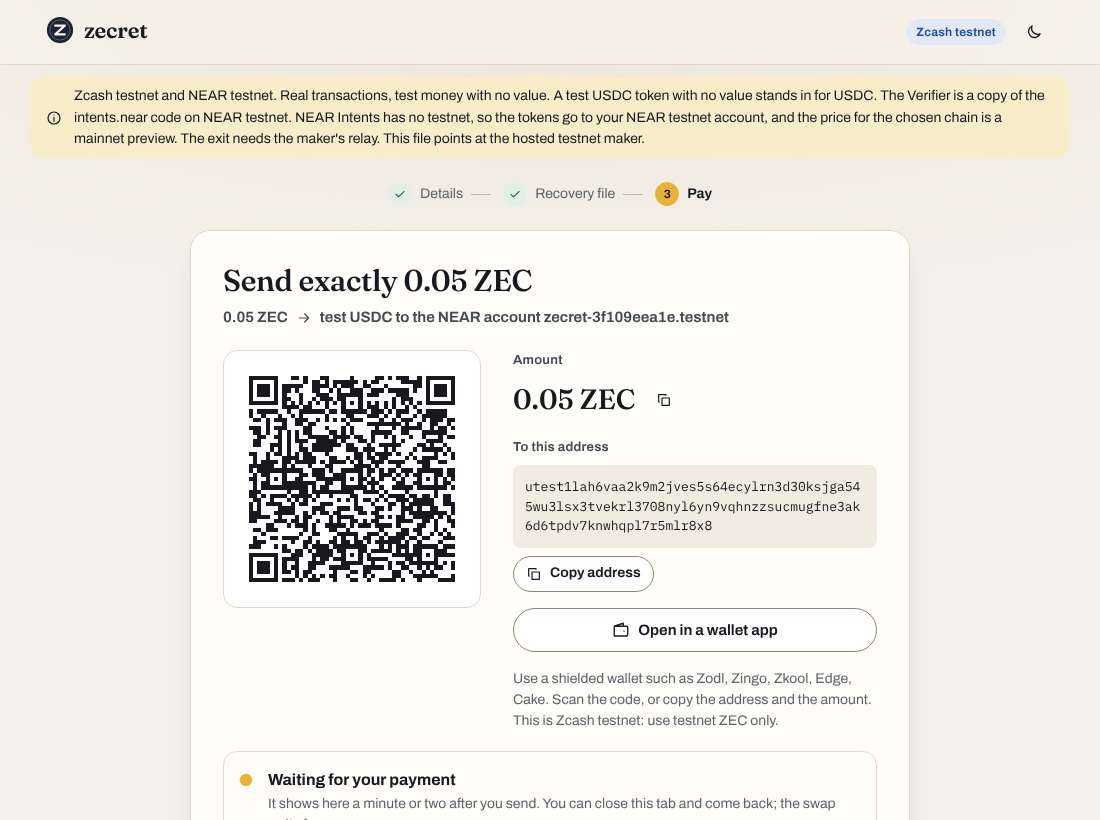 zecret
Zcash testnet
Zcash testnet and NEAR testnet. Real transactions, test money with no value. A test USDC token with no value stands in for USDC. The Verifier is a copy of the
intents.near code on NEAR testnet. NEAR Intents has no testnet, so the tokens go to your NEAR testnet account, and the price for the chosen chain is a
mainnet preview. The exit needs the maker's relay. This file points at the hosted testnet maker.
Details
Recovery file
3 Pay
Send exactly 0.05 ZEC
0.05 ZEC → test USDC to the NEAR account zecret-3f109eea1e.testnet
Amount
0.05 ZEC
To this address
utest1lah6vaa2k9m2jves5s64ecylrn3d30ksjga54
5wu3lsx3tvekrl3708nyl6yn9vqhnzzsucmugfne3ak
6d6tpdv7knwhqpl7r5mlr8x8
Copy address
Open in a wallet app
Use a shielded wallet such as Zodl, Zingo, Zkool, Edge,
Cake. Scan the code, or copy the address and the amount.
This is Zcash testnet: use testnet ZEC only.
Waiting for your payment
It shows here a minute or two after you send. You can close this tab and come back; the swap